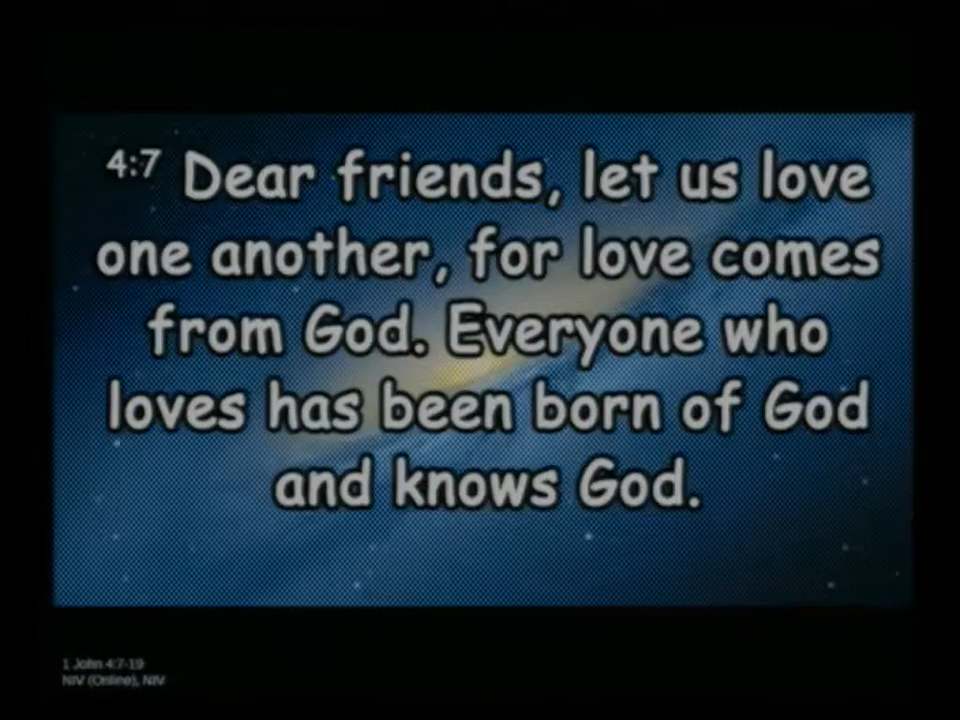 4:7 Dear friends, let us love
one another, for love comes
from God. Everyone who
loves has been born of God
and knows God.
1 John 4:7-19
NIV (Online), NIV